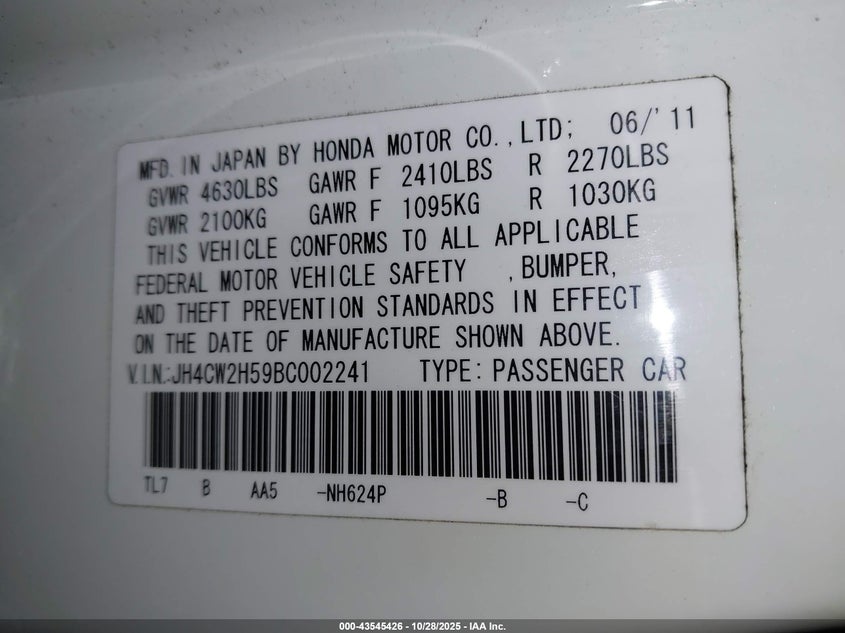 MFD. IN JAPAN BY HONDA MOTOR CO., LTD; 06/'11
GVWR 4630LBS GAWR F 2410LBS R 2270LBS
GVWR 2100KG GAWR F 1095KG R 1030KG
THIS VEHICLE CONFORMS TO ALL APPLICABLE
FEDERAL MOTOR VEHICLE SAFETY , BUMPER,
AND THEFT PREVENTION STANDARDS IN EFFECT
ON THE DATE OF MANUFACTURE SHOWN ABOVE.
V.I.N.:JH4CW2H59BC002241 TYPE: PASSENGER CAR
TL7 B AA5 -NH624P -B -C
000-43545426 - 10/28/2025 - IAA Inc.